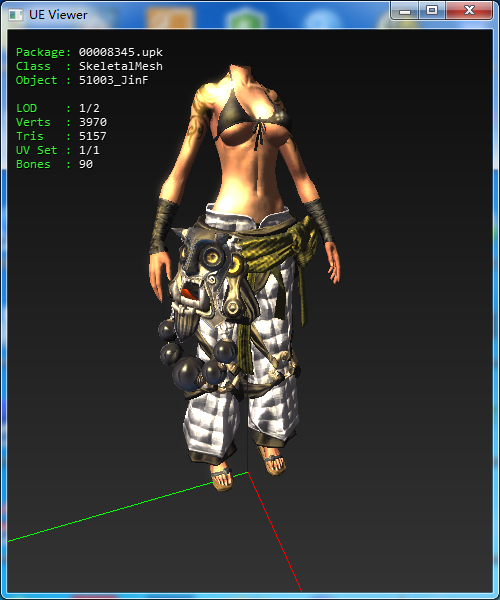 UE Viewer
Package: 00008345.upk
Class  : SkeletalMesh
Object : 51003_JinF
LOD    : 1/2
Verts  : 3970
Tris   : 5157
UV Set : 1/1
Bones  : 90